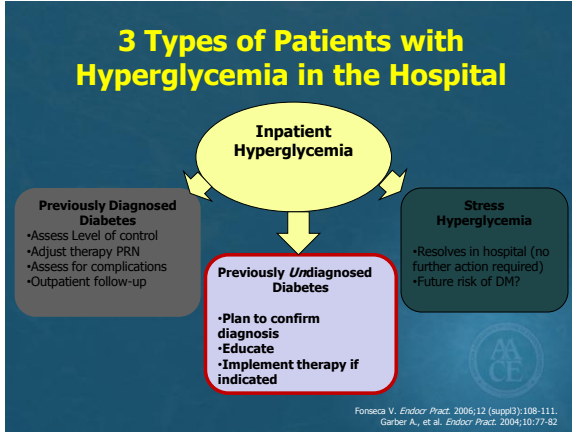 3 Types of Patients with
Hyperglycemia in the Hospital
Inpatient
Hyperglycemia
Previously Diagnosed
Diabetes
•Assess Level of control
•Adjust therapy PRN
•Assess for complications
•Outpatient follow-up
Previously Undiagnosed
Diabetes
•Plan to confirm
diagnosis
•Educate
•Implement therapy if
indicated
Stress
Hyperglycemia
•Resolves in hospital (no
further action required)
•Future risk of DM?
AA
CE
Fonseca V. Endocr Pract. 2006;12 (suppl3):108-111.
Garber A., et al. Endocr Pract. 2004;10:77-82